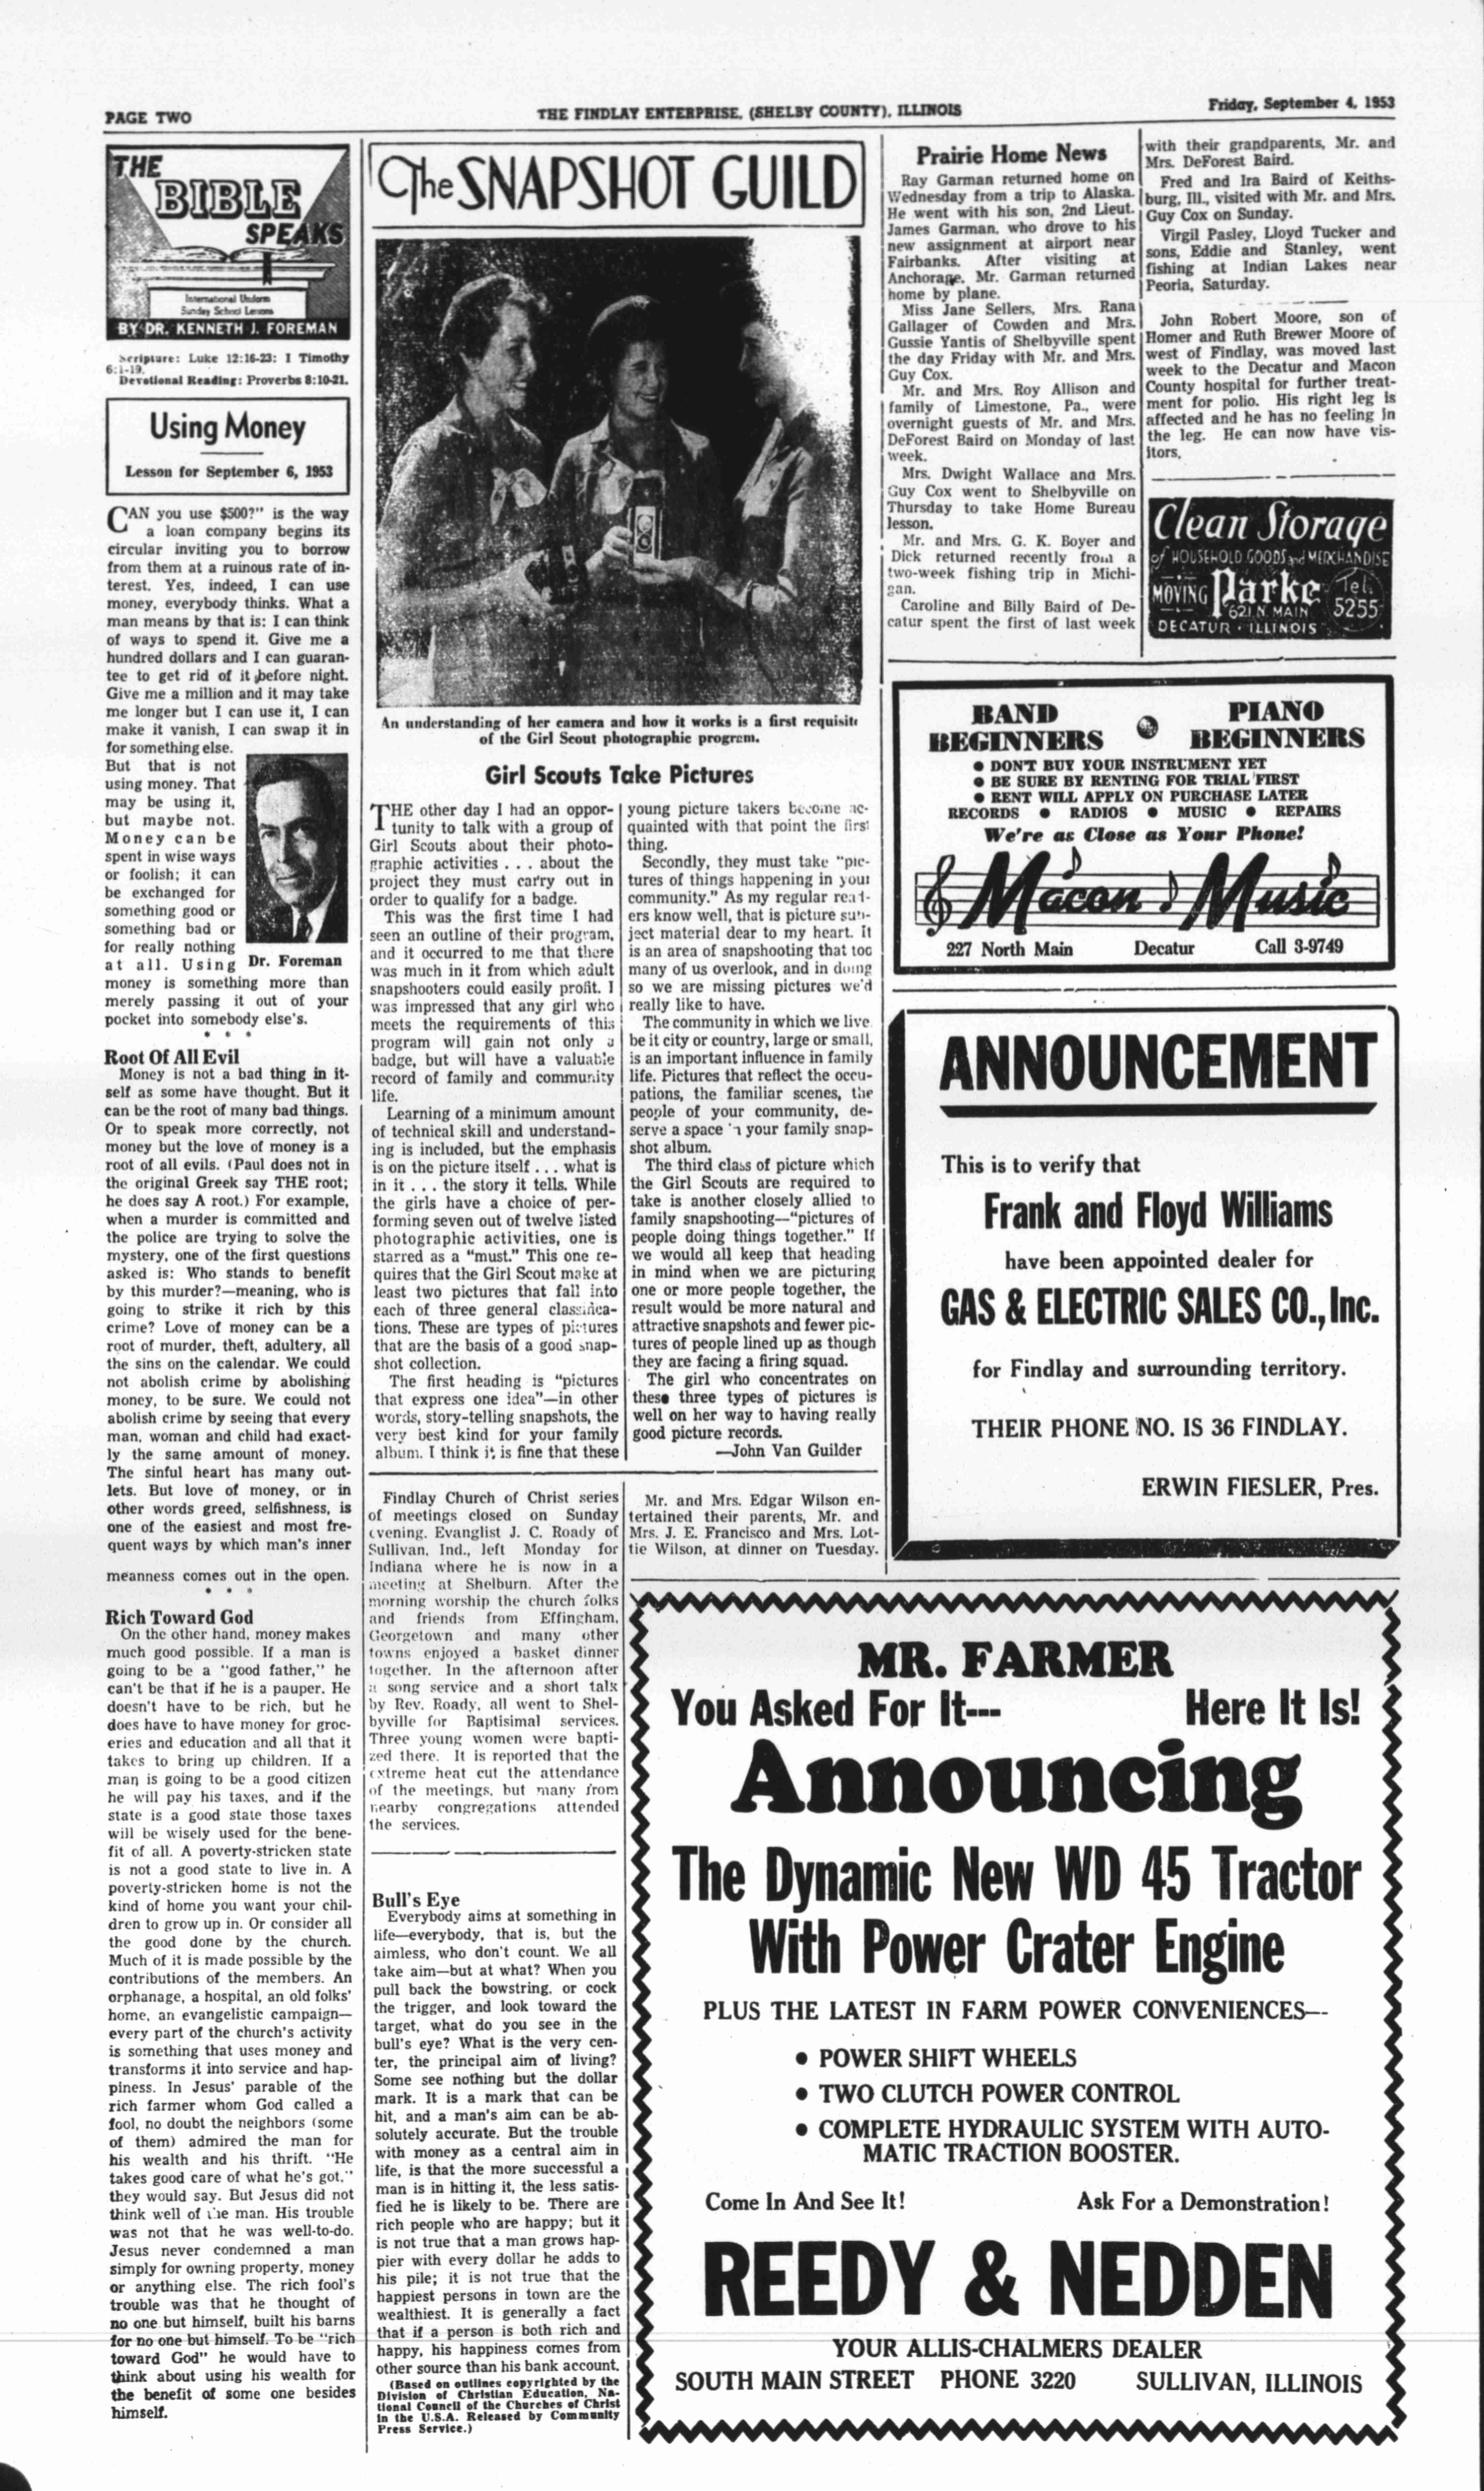 PAGE TWO
THE FINDLAY ENTERPRISE, (SHELBY COUNTY), ILLINOIS
Friday, September 4, 1953
THE
BIBLE
SPEAKS
International Uniform
Sunday School Lessons
BY DR. KENNETH J. FOREMAN
Scripture: Luke 12:16-23; I Timothy
6:1-19.
Devotional Reading: Proverbs 8:10-21.
Using Money
Lesson for September 6, 1953
CAN you use $500?" is the way
a loan company begins its
circular inviting you to borrow
from them at a ruinous rate of in-
terest. Yes, indeed, I can use
money, everybody thinks. What a
man means by that is: I can think
of ways to spend it. Give me a
hundred dollars and I can guaran-
tee to get rid of it before night.
Give me a million and it may take
me longer but I can use it, I can
make it vanish, I can swap it in
for something else.
But that is not
using money. That
may be using it,
but maybe not.
Money can be
spent in wise ways
or foolish; it can
be exchanged for
something good or
something bad or
for really nothing
at all. Using
Dr. Foreman
money is something more than
merely passing it out of your
pocket into somebody else's.
* * *
Root Of All Evil
Money is not a bad thing in it-
self as some have thought. But it
can be the root of many bad things.
Or to speak more correctly, not
money but the love of money is a
root of all evils. (Paul does not in
the original Greek say THE root;
he does say A root.) For example,
when a murder is committed and
the police are trying to solve the
mystery, one of the first questions
asked is: Who stands to benefit
by this murder?—meaning, who is
going to strike it rich by this
crime? Love of money can be a
root of murder, theft, adultery, all
the sins on the calendar. We could
not abolish crime by abolishing
money, to be sure. We could not
abolish crime by seeing that every
man, woman and child had exact-
ly the same amount of money.
The sinful heart has many out-
lets. But love of money, or in
other words greed, selfishness, is
one of the easiest and most fre-
quent ways by which man's inner
meanness comes out in the open.
* * *
Rich Toward God
On the other hand, money makes
much good possible. If a man is
going to be a "good father," he
can't be that if he is a pauper. He
doesn't have to be rich, but he
does have to have money for groc-
eries and education and all that it
takes to bring up children. If a
man is going to be a good citizen
he will pay his taxes, and if the
state is a good state those taxes
will be wisely used for the bene-
fit of all. A poverty-stricken state
is not a good state to live in. A
poverty-stricken home is not the
kind of home you want your chil-
dren to grow up in. Or consider all
the good done by the church.
Much of it is made possible by the
contributions of the members. An
orphanage, a hospital, an old folks'
home, an evangelistic campaign—
every part of the church's activity
is something that uses money and
transforms it into service and hap-
piness. In Jesus' parable of the
rich farmer whom God called a
fool, no doubt the neighbors (some
of them) admired the man for
his wealth and his thrift. "He
takes good care of what he's got,"
they would say. But Jesus did not
think well of the man. His trouble
was not that he was well-to-do.
Jesus never condemned a man
simply for owning property, money
or anything else. The rich fool's
trouble was that he thought of
no one but himself, built his barns
for no one but himself. To be "rich
toward God" he would have to
think about using his wealth for
the benefit of some one besides
himself.
The SNAPSHOT GUILD
An understanding of her camera and how it works is a first requisite
of the Girl Scout photographic program.
Girl Scouts Take Pictures
THE other day I had an oppor-
tunity to talk with a group of
Girl Scouts about their photo-
graphic activities . . . about the
project they must carry out in
order to qualify for a badge.
This was the first time I had
seen an outline of their program,
and it occurred to me that there
was much in it from which adult
snapshooters could easily profit. I
was impressed that any girl who
meets the requirements of this
program will gain not only a
badge, but will have a valuable
record of family and community
life.
Learning of a minimum amount
of technical skill and understand-
ing is included, but the emphasis
is on the picture itself . . . what is
in it . . . the story it tells. While
the girls have a choice of per-
forming seven out of twelve listed
photographic activities, one is
starred as a "must." This one re-
quires that the Girl Scout make at
least two pictures that fall into
each of three general classifica-
tions. These are types of pictures
that are the basis of a good snap-
shot collection.
The first heading is "pictures
that express one idea"—in other
words, story-telling snapshots, the
very best kind for your family
album. I think it is fine that these
young picture takers become ac-
quainted with that point the first
thing.
Secondly, they must take "pic-
tures of things happening in your
community." As my regular read-
ers know well, that is picture sub-
ject material dear to my heart. It
is an area of snapshooting that too
many of us overlook, and in doing
so we are missing pictures we'd
really like to have.
The community in which we live
be it city or country, large or small,
is an important influence in family
life. Pictures that reflect the occu-
pations, the familiar scenes, the
people of your community, de-
serve a space in your family snap-
shot album.
The third class of picture which
the Girl Scouts are required to
take is another closely allied to
family snapshooting—"pictures of
people doing things together." If
we would all keep that heading
in mind when we are picturing
one or more people together, the
result would be more natural and
attractive snapshots and fewer pic-
tures of people lined up as though
they are facing a firing squad.
The girl who concentrates on
these three types of pictures is
well on her way to having really
good picture records.
—John Van Guilder
Findlay Church of Christ series
of meetings closed on Sunday
evening. Evanglist J. C. Roady of
Sullivan, Ind., left Monday for
Indiana where he is now in a
meeting at Shelburn. After the
morning worship the church folks
and friends from Effingham,
Georgetown and many other
towns enjoyed a basket dinner
together. In the afternoon after
a song service and a short talk
by Rev. Roady, all went to Shel-
byville for Baptisimal services.
Three young women were bapti-
zed there. It is reported that the
extreme heat cut the attendance
of the meetings, but many from
nearby congregations attended
the services.
Bull's Eye
Everybody aims at something in
life—everybody, that is, but the
aimless, who don't count. We all
take aim—but at what? When you
pull back the bowstring, or cock
the trigger, and look toward the
target, what do you see in the
bull's eye? What is the very cen-
ter, the principal aim of living?
Some see nothing but the dollar
mark. It is a mark that can be
hit, and a man's aim can be ab-
solutely accurate. But the trouble
with money as a central aim in
life, is that the more successful a
man is in hitting it, the less satis-
fied he is likely to be. There are
rich people who are happy; but it
is not true that a man grows hap-
pier with every dollar he adds to
his pile; it is not true that the
happiest persons in town are the
wealthiest. It is generally a fact
that if a person is both rich and
happy, his happiness comes from
other source than his bank account.
(Based on outlines copyrighted by the
Division of Christian Education, Na-
tional Council of the Churches of Christ
in the U.S.A. Released by Community
Press Service.)
Mr. and Mrs. Edgar Wilson en-
tertained their parents, Mr. and
Mrs. J. E. Francisco and Mrs. Lot-
tie Wilson, at dinner on Tuesday.
Prairie Home News
Ray Garman returned home on
Wednesday from a trip to Alaska.
He went with his son, 2nd Lieut.
James Garman, who drove to his
new assignment at airport near
Fairbanks. After visiting at
Anchorage, Mr. Garman returned
home by plane.
Miss Jane Sellers, Mrs. Rana
Gallager of Cowden and Mrs.
Gussie Yantis of Shelbyville spent
the day Friday with Mr. and Mrs.
Guy Cox.
Mr. and Mrs. Roy Allison and
family of Limestone, Pa., were
overnight guests of Mr. and Mrs.
DeForest Baird on Monday of last
week.
Mrs. Dwight Wallace and Mrs.
Guy Cox went to Shelbyville on
Thursday to take Home Bureau
lesson.
Mr. and Mrs. G. K. Boyer and
Dick returned recently from a
two-week fishing trip in Michi-
gan.
Caroline and Billy Baird of De-
catur spent the first of last week
with their grandparents, Mr. and
Mrs. DeForest Baird.
Fred and Ira Baird of Keiths-
burg, Ill., visited with Mr. and Mrs.
Guy Cox on Sunday.
Virgil Pasley, Lloyd Tucker and
sons, Eddie and Stanley, went
fishing at Indian Lakes near
Peoria, Saturday.
John Robert Moore, son of
Homer and Ruth Brewer Moore of
west of Findlay, was moved last
week to the Decatur and Macon
County hospital for further treat-
ment for polio. His right leg is
affected and he has no feeling in
the leg. He can now have vis-
itors.
Clean Storage
of HOUSEHOLD GOODS and MERCHANDISE
MOVING Parke Tel.
621 N. MAIN 5255
DECATUR • ILLINOIS
BAND
BEGINNERS
PIANO
BEGINNERS
● DON'T BUY YOUR INSTRUMENT YET
● BE SURE BY RENTING FOR TRIAL FIRST
● RENT WILL APPLY ON PURCHASE LATER
RECORDS ● RADIOS ● MUSIC ● REPAIRS
We're as Close as Your Phone!
Macon Music
227 North Main Decatur Call 3-9749
ANNOUNCEMENT
This is to verify that
Frank and Floyd Williams
have been appointed dealer for
GAS & ELECTRIC SALES CO., Inc.
for Findlay and surrounding territory.
THEIR PHONE NO. IS 36 FINDLAY.
ERWIN FIESLER, Pres.
MR. FARMER
You Asked For It--- Here It Is!
Announcing
The Dynamic New WD 45 Tractor
With Power Crater Engine
PLUS THE LATEST IN FARM POWER CONVENIENCES—
● POWER SHIFT WHEELS
● TWO CLUTCH POWER CONTROL
● COMPLETE HYDRAULIC SYSTEM WITH AUTO-
MATIC TRACTION BOOSTER.
Come In And See It! Ask For a Demonstration!
REEDY & NEDDEN
YOUR ALLIS-CHALMERS DEALER
SOUTH MAIN STREET PHONE 3220 SULLIVAN, ILLINOIS